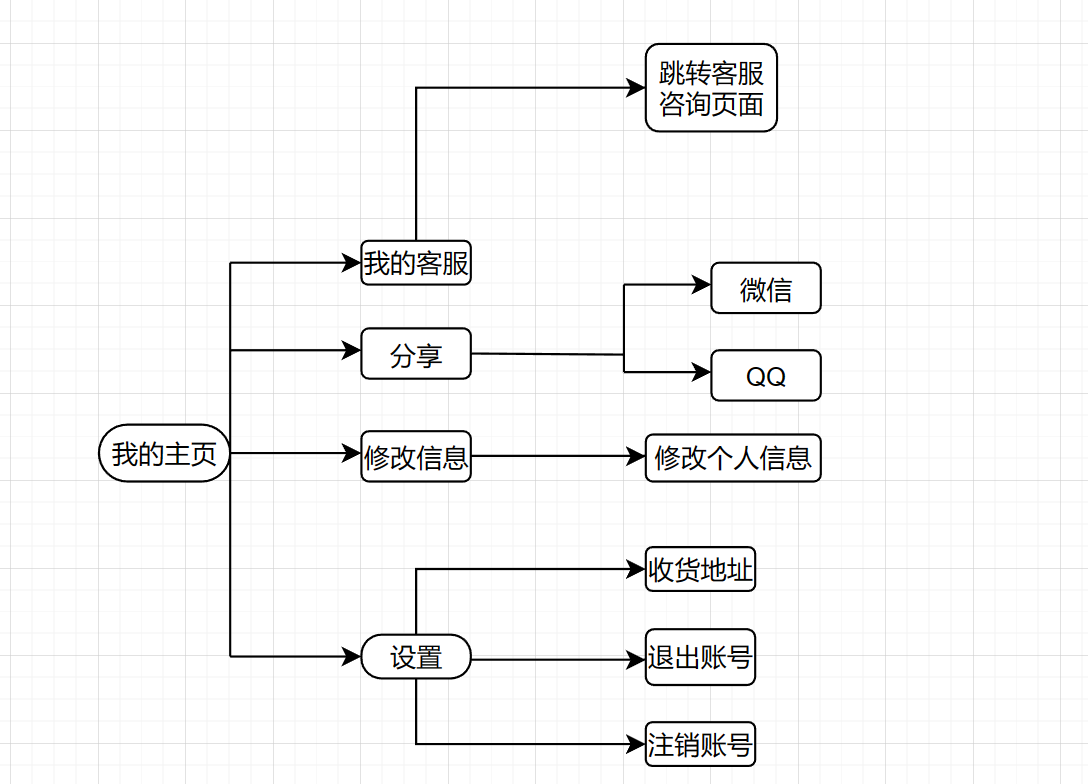 跳转客服
咨询页面
我的客服
微信
分享
QQ
我的主页
修改信息
修改个人信息
收货地址
设置
退出账号
注销账号